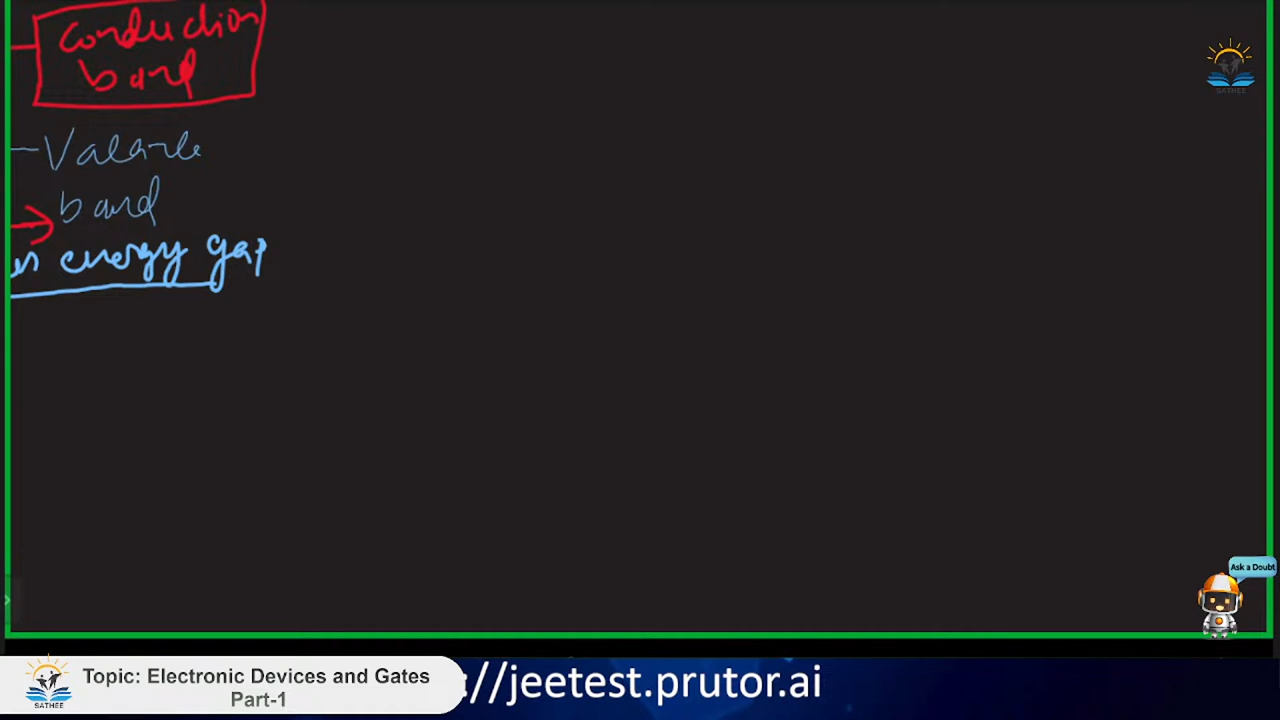 conduction
band
SATHEE
Valance
band
energy gap
Ask a Doubt
Topic: Electronic Devices and Gates
Part-1
SATHEE
://jeetest.prutor.ai